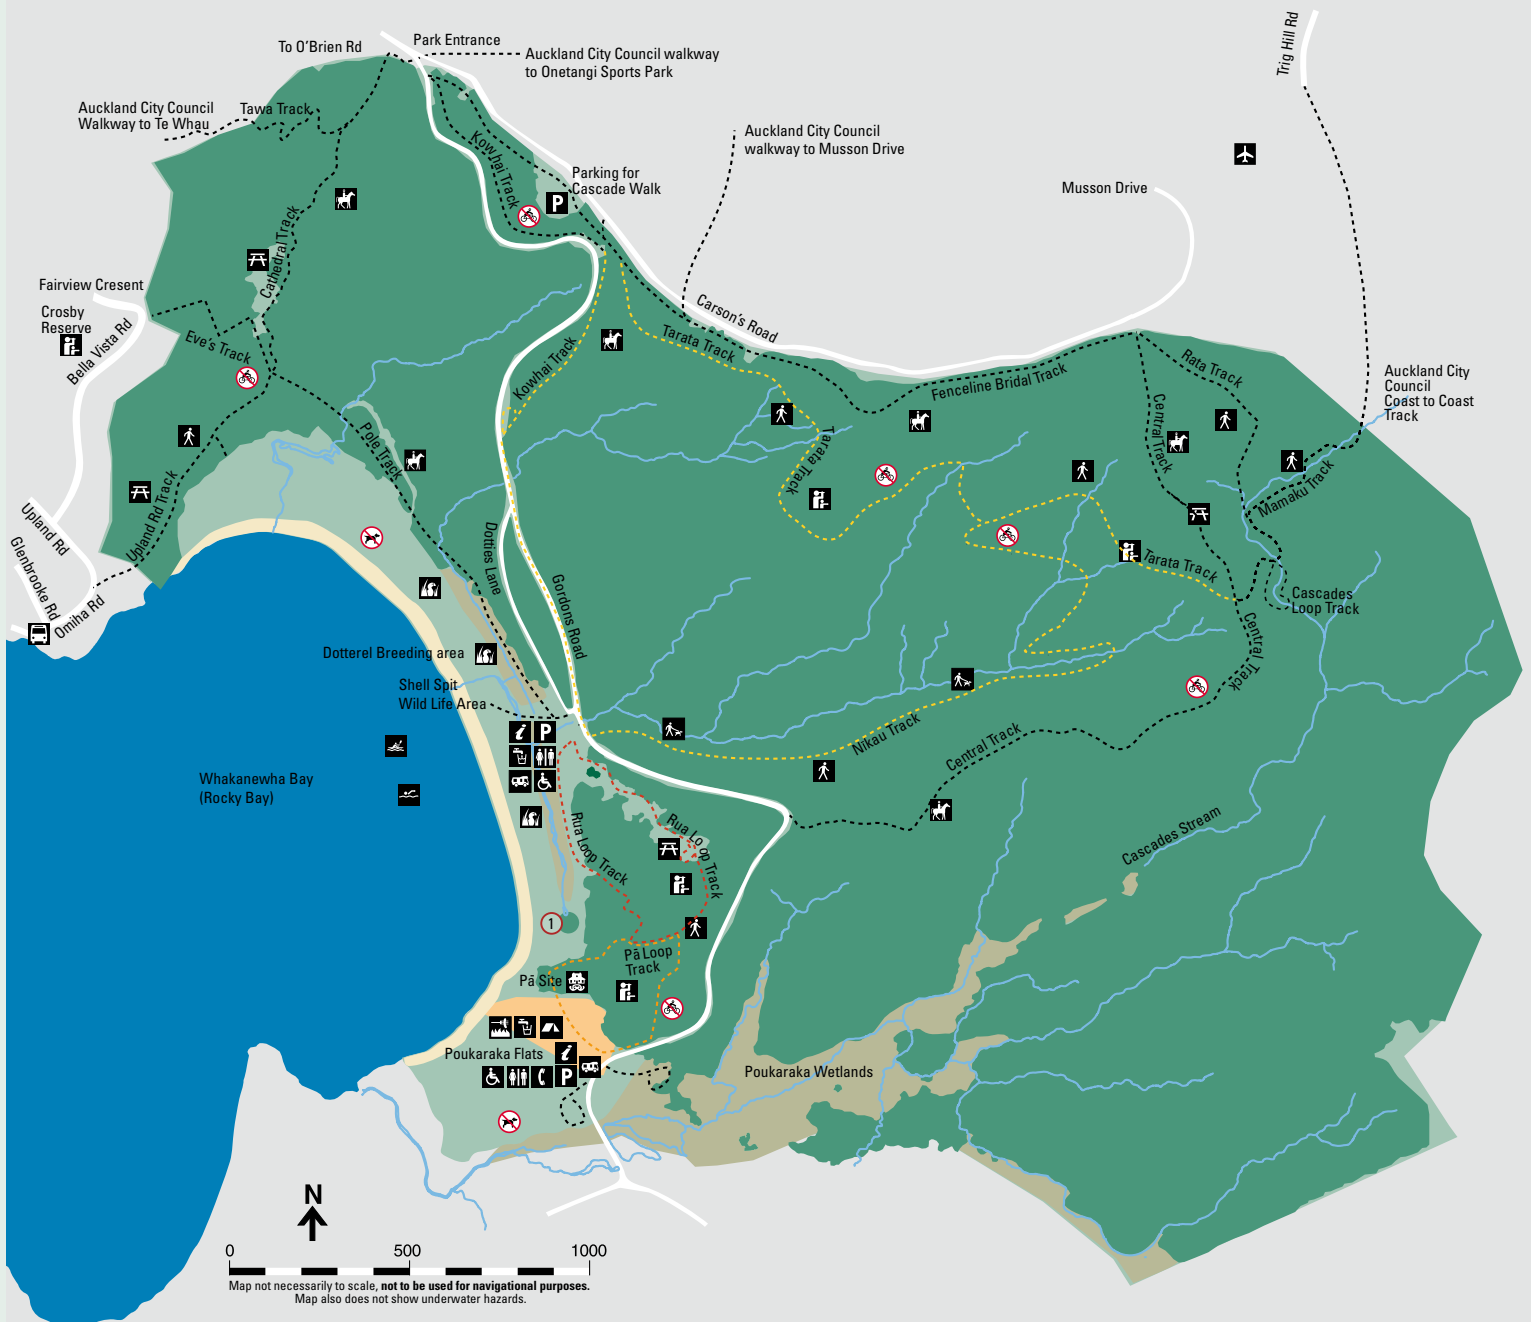 To O'Brien Rd
Park Entrance
Auckland City Council walkway
to Onetangi Sports Park
Trig Hill Rd
Auckland City Council
Walkway to Te Whau
Tawa Track
Kowhai Track
Auckland City Council
walkway to Musson Drive
Parking for
Cascade Walk
P
Musson Drive
Cathedral Track
Fairview Cresent
Crosby
Reserve
Bella Vista Rd
Eve's Track
Carson's Road
Tarata Track
Kowhai Track
Fenceline Bridal Track
Rata Track
Auckland City
Council
Coast to Coast
Track
Central Track
Tarata Track
Pole Track
Mamaku Track
Upland Rd Track
Upland Rd
Glenbrooke Rd
Omiha Rd
Dotties Lane
Gordons Road
Tarata Track
Cascades
Loop Track
Central Track
Dotterel Breeding area
Shell Spit
Wild Life Area
i P
Nikau Track
Central Track
Whakanewha Bay
(Rocky Bay)
Rua Loop Track
Rua Loop Track
Cascades Stream
1
Pā Loop
Track
Pā Site
Poukaraka Flats
i
P
Poukaraka Wetlands
N
0 500 1000
Map not necessarily to scale, not to be used for navigational purposes.
Map also does not show underwater hazards.